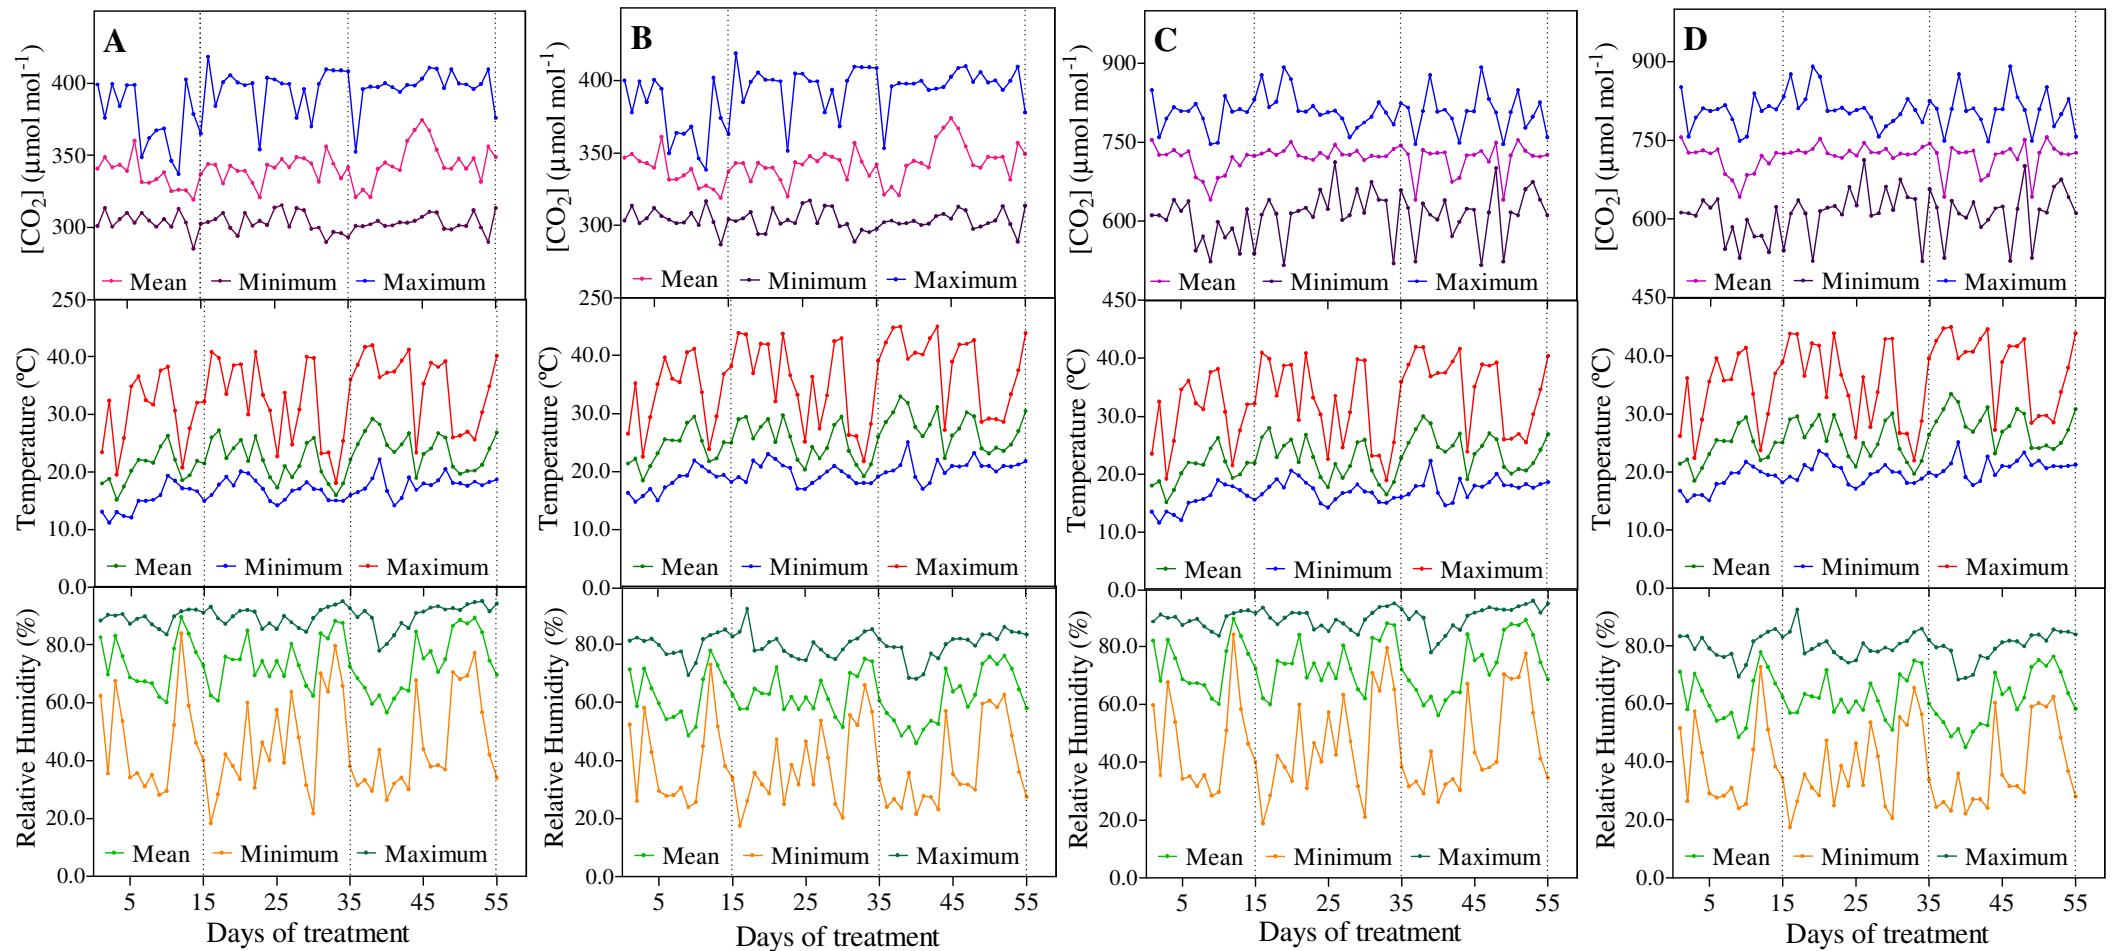 A
[CO2] (µmol mol-1)
400
350
300
250
Mean Minimum Maximum
Temperature (ºC)
40.0
30.0
20.0
10.0
0.0
Mean Minimum Maximum
Relative Humidity (%)
80.0
60.0
40.0
20.0
0.0
Mean Minimum Maximum
5 15 25 35 45 55
Days of treatment
B
[CO2] (µmol mol-1)
400
350
300
250
Mean Minimum Maximum
Temperature (ºC)
40.0
30.0
20.0
10.0
0.0
Mean Minimum Maximum
Relative Humidity (%)
80.0
60.0
40.0
20.0
0.0
Mean Minimum Maximum
5 15 25 35 45 55
Days of treatment
C
[CO2] (µmol mol-1)
900
750
600
450
Mean Minimum Maximum
Temperature (ºC)
40.0
30.0
20.0
10.0
0.0
Mean Minimum Maximum
Relative Humidity (%)
80.0
60.0
40.0
20.0
0.0
Mean Minimum Maximum
5 15 25 35 45 55
Days of treatment
D
[CO2] (µmol mol-1)
900
750
600
450
Mean Minimum Maximum
Temperature (ºC)
40.0
30.0
20.0
10.0
0.0
Mean Minimum Maximum
Relative Humidity (%)
80.0
60.0
40.0
20.0
0.0
Mean Minimum Maximum
5 15 25 35 45 55
Days of treatment